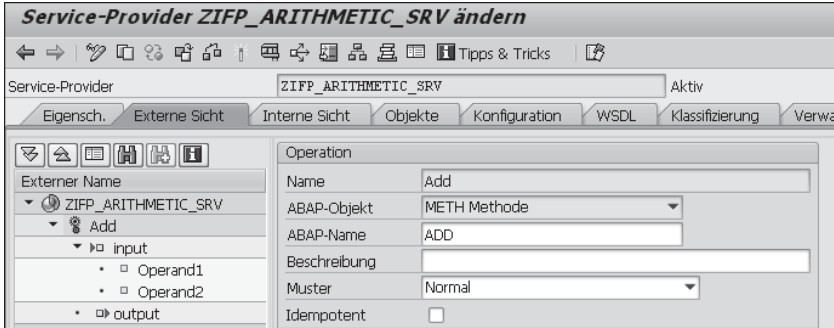 Service-Provider ZIFP_ARITHMETIC_SRV ändern
Tipps & Tricks
Service-Provider ZIFP_ARITHMETIC_SRV Aktiv
Eigensch. Externe Sicht Interne Sicht Objekte Konfiguration WSDL Klassifizierung Verwa
Externer Name
ZIFP_ARITHMETIC_SRV
Add
input
Operand1
Operand2
output
Operation
Name Add
ABAP-Objekt METH Methode
ABAP-Name ADD
Beschreibung
Muster Normal
Idempotent